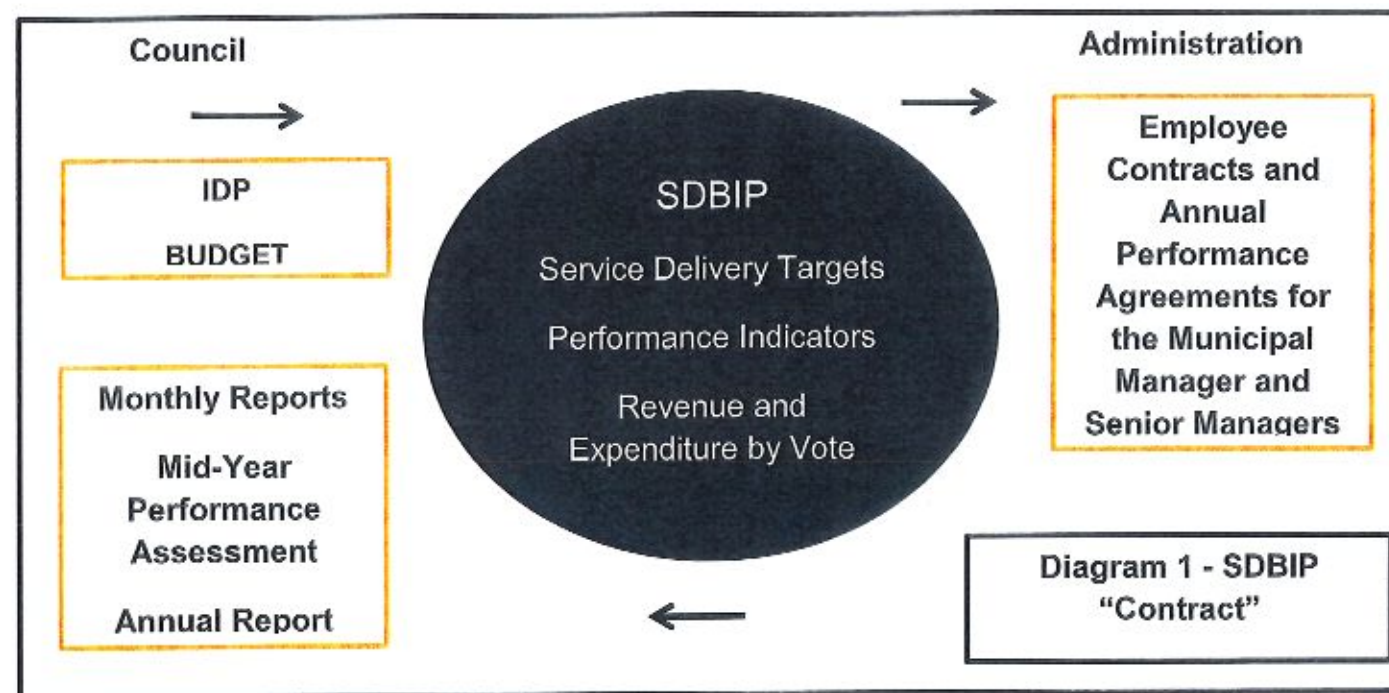 Council
IDP
BUDGET
Monthly Reports
Mid-Year
Performance
Assessment
Annual Report
SDBIP
Service Delivery Targets
Performance Indicators
Revenue and
Expenditure by Vote
Administration
Employee
Contracts and
Annual
Performance
Agreements for
the Municipal
Manager and
Senior Managers
Diagram 1 - SDBIP
“Contract”